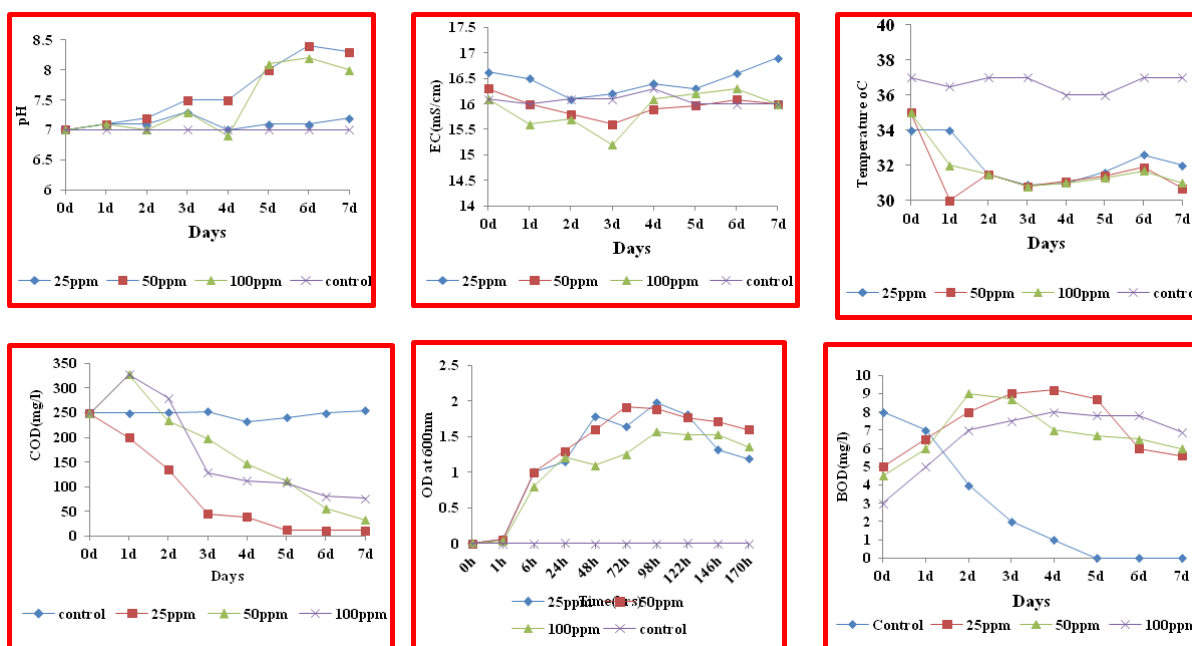 8.5
8
7.5
7
6.5
6
pH
0d 1d 2d 3d 4d 5d 6d 7d
Days
25ppm 50ppm 100ppm control
17
16.5
16
15.5
15
14.5
14
EC(mS/cm)
0d 1d 2d 3d 4d 5d 6d 7d
Days
25ppm 50ppm 100ppm control
40
38
36
34
32
30
Temperature oC
0d 1d 2d 3d 4d 5d 6d 7d
Days
25ppm 50ppm 100ppm control
350
300
250
200
150
100
50
0
COD(mg/l)
0d 1d 2d 3d 4d 5d 6d 7d
Days
control 25ppm 50ppm 100ppm
2.5
2
1.5
1
0.5
0
OD at 600nm
0h 1h 6h 24h 48h 72h 98h 122h 146h 170h
25ppm 50ppm
100ppm control
10
9
8
7
6
5
4
3
2
1
0
BOD(mg/l)
0d 1d 2d 3d 4d 5d 6d 7d
Days
Control 25ppm 50ppm 100ppm